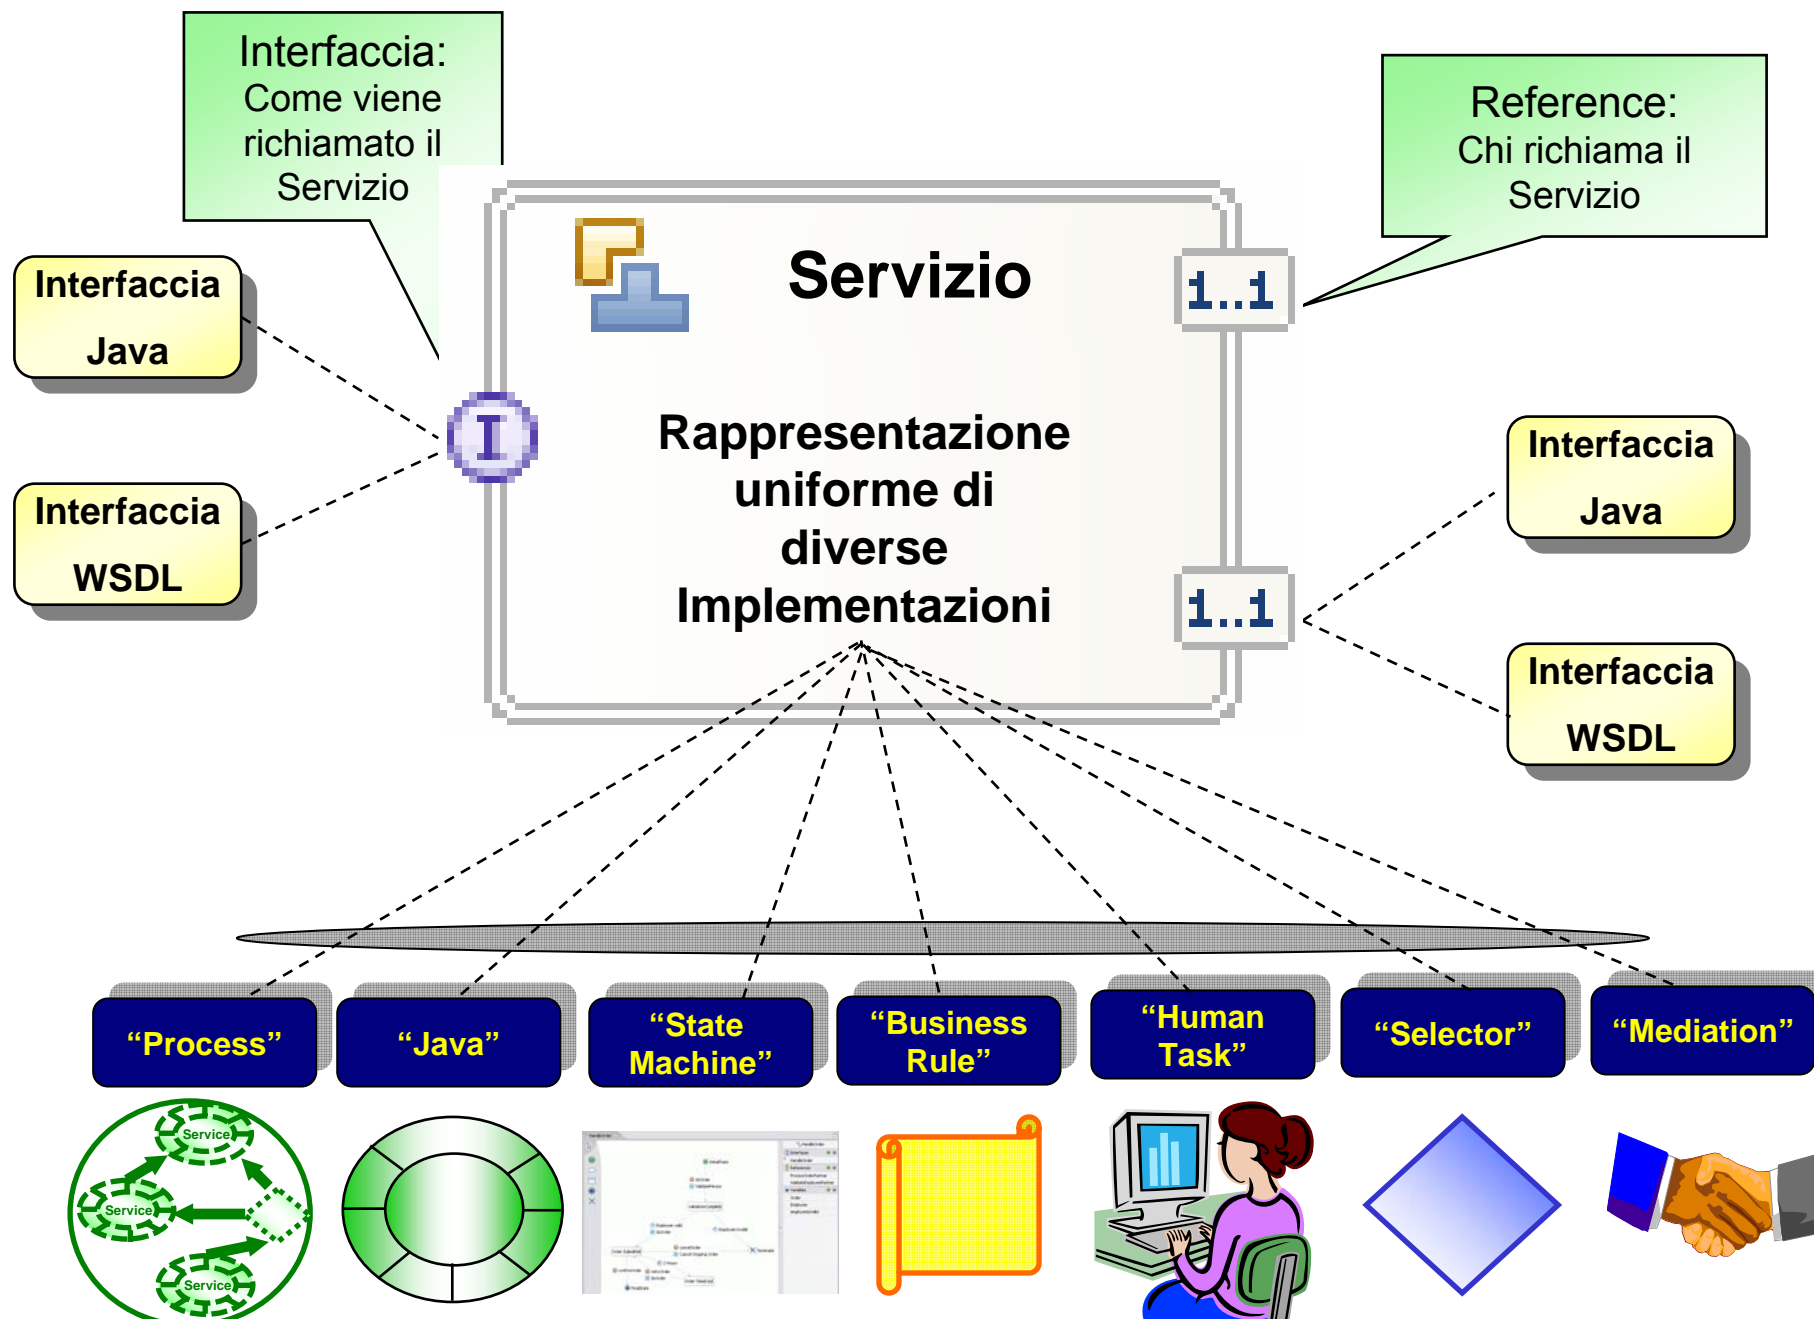 Interfaccia:
Come viene
richiamato il
Servizio
Reference:
Chi richiama il
Servizio
Interfaccia
Java
Interfaccia
WSDL
Servizio
1..1
I
Rappresentazione
uniforme di
diverse
Implementazioni
1..1
Interfaccia
Java
Interfaccia
WSDL
“Process”
“Java”
“State
Machine”
“Business
Rule”
“Human
Task”
“Selector”
“Mediation”
Service
Service
Service